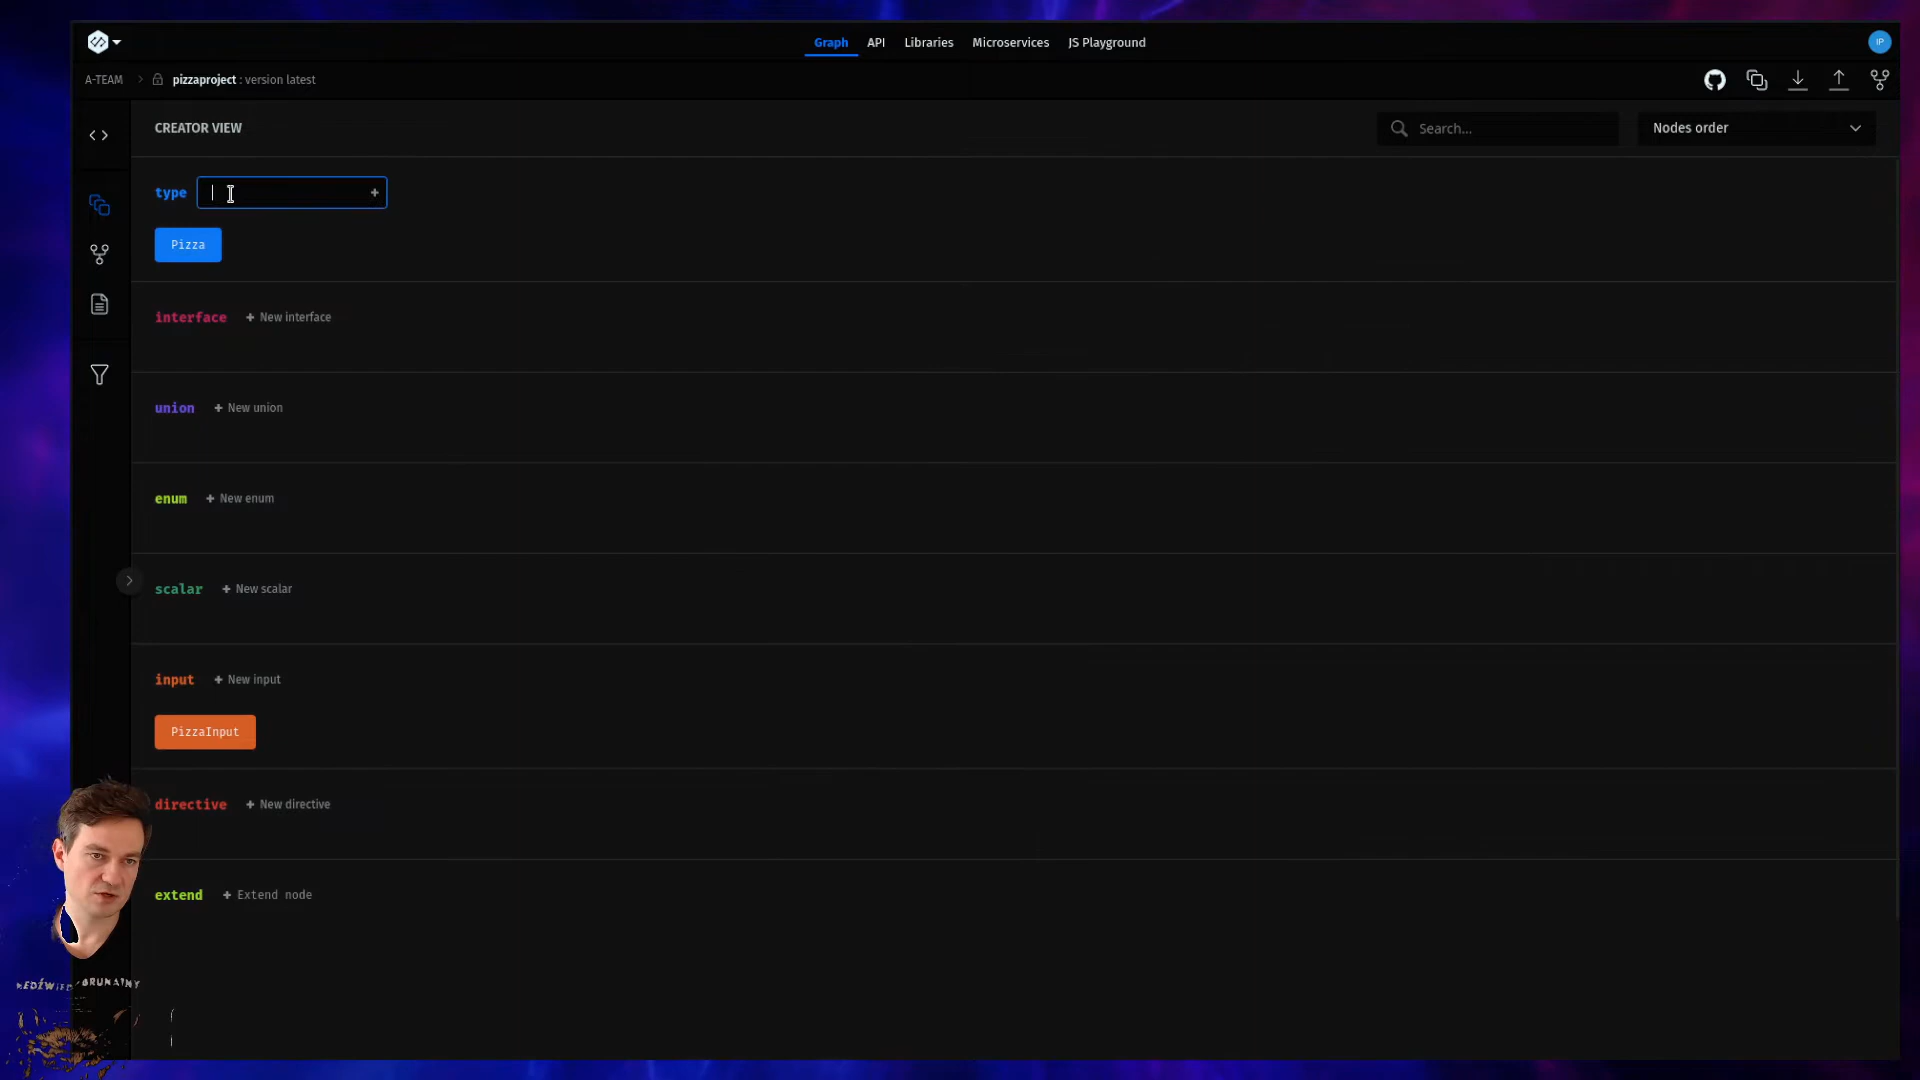 Graph API Libraries Microservices JS Playground
IP
A-TEAM > pizzaproject : version latest
CREATOR VIEW
Search...
Nodes order
type +
Pizza
interface + New interface
union + New union
enum + New enum
scalar + New scalar
input + New input
PizzaInput
directive + New directive
extend + Extend node
BRUNATNY